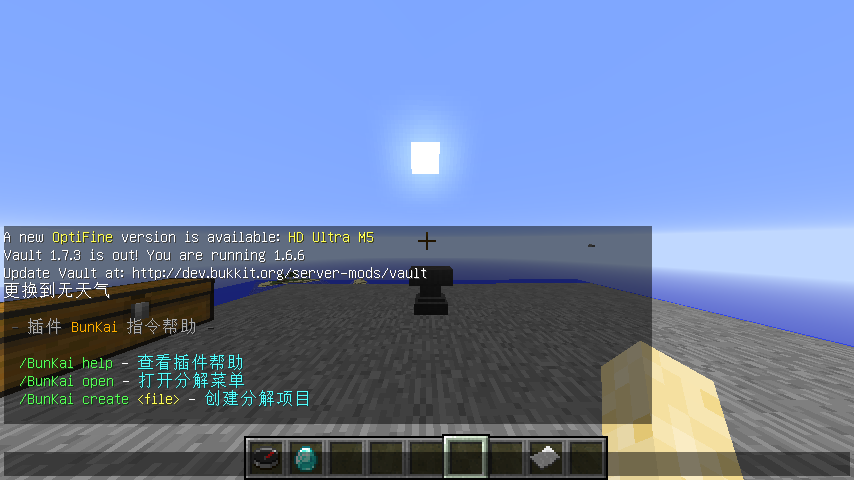 A new OptiFine version is available: HD Ultra M5
Vault 1.7.3 is out! You are running 1.6.6
Update Vault at: http://dev.bukkit.org/server-mods/vault
更换到无天气
- 插件 BunKai 指令帮助 -
/BunKai help - 查看插件帮助
/BunKai open - 打开分解菜单
/BunKai create <file> - 创建分解项目